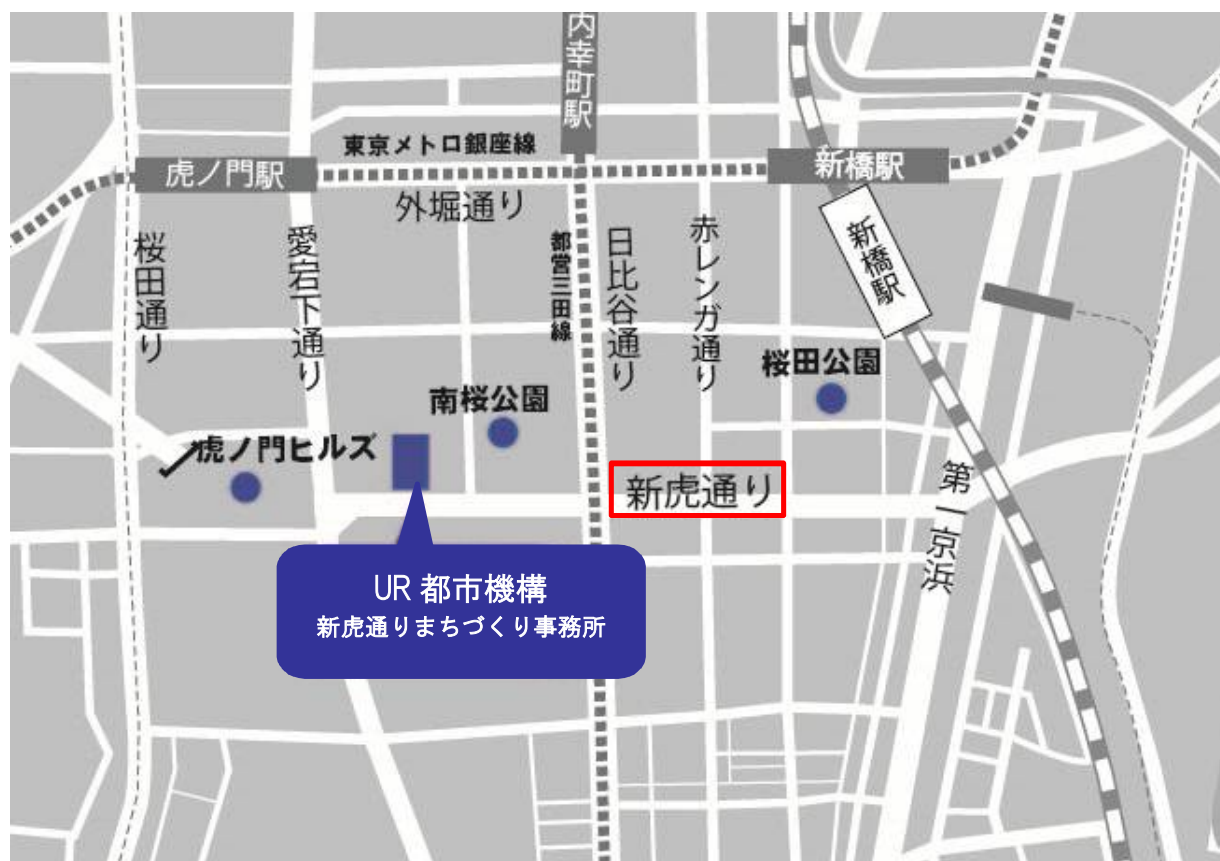 内幸町駅
東京メトロ銀座線
虎ノ門駅
新橋駅
外堀通り
桜田通り
愛宕下通り
都営三田線
日比谷通り
赤レンガ通り
新橋駅
桜田公園
南桜公園
虎ノ門ヒルズ
新虎通り
第一京浜
UR 都市機構
新虎通りまちづくり事務所